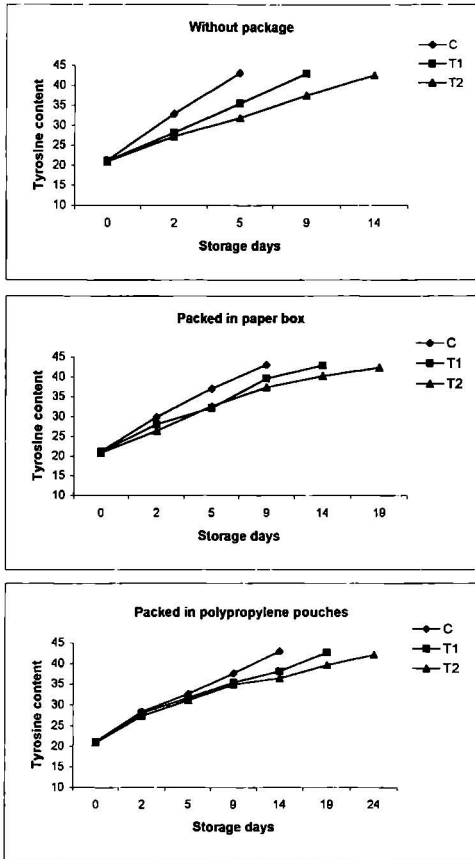 Without package
C
T1
T2
45
40
35
30
25
20
15
10
Tyrosine content
0 2 5 9 14
Storage days
Packed in paper box
C
T1
T2
45
40
35
30
25
20
15
10
Tyrosine content
0 2 5 9 14 19
Storage days
Packed in polypropylene pouches
C
T1
T2
45
40
35
30
25
20
15
10
Tyrosine content
0 2 5 9 14 19 24
Storage days